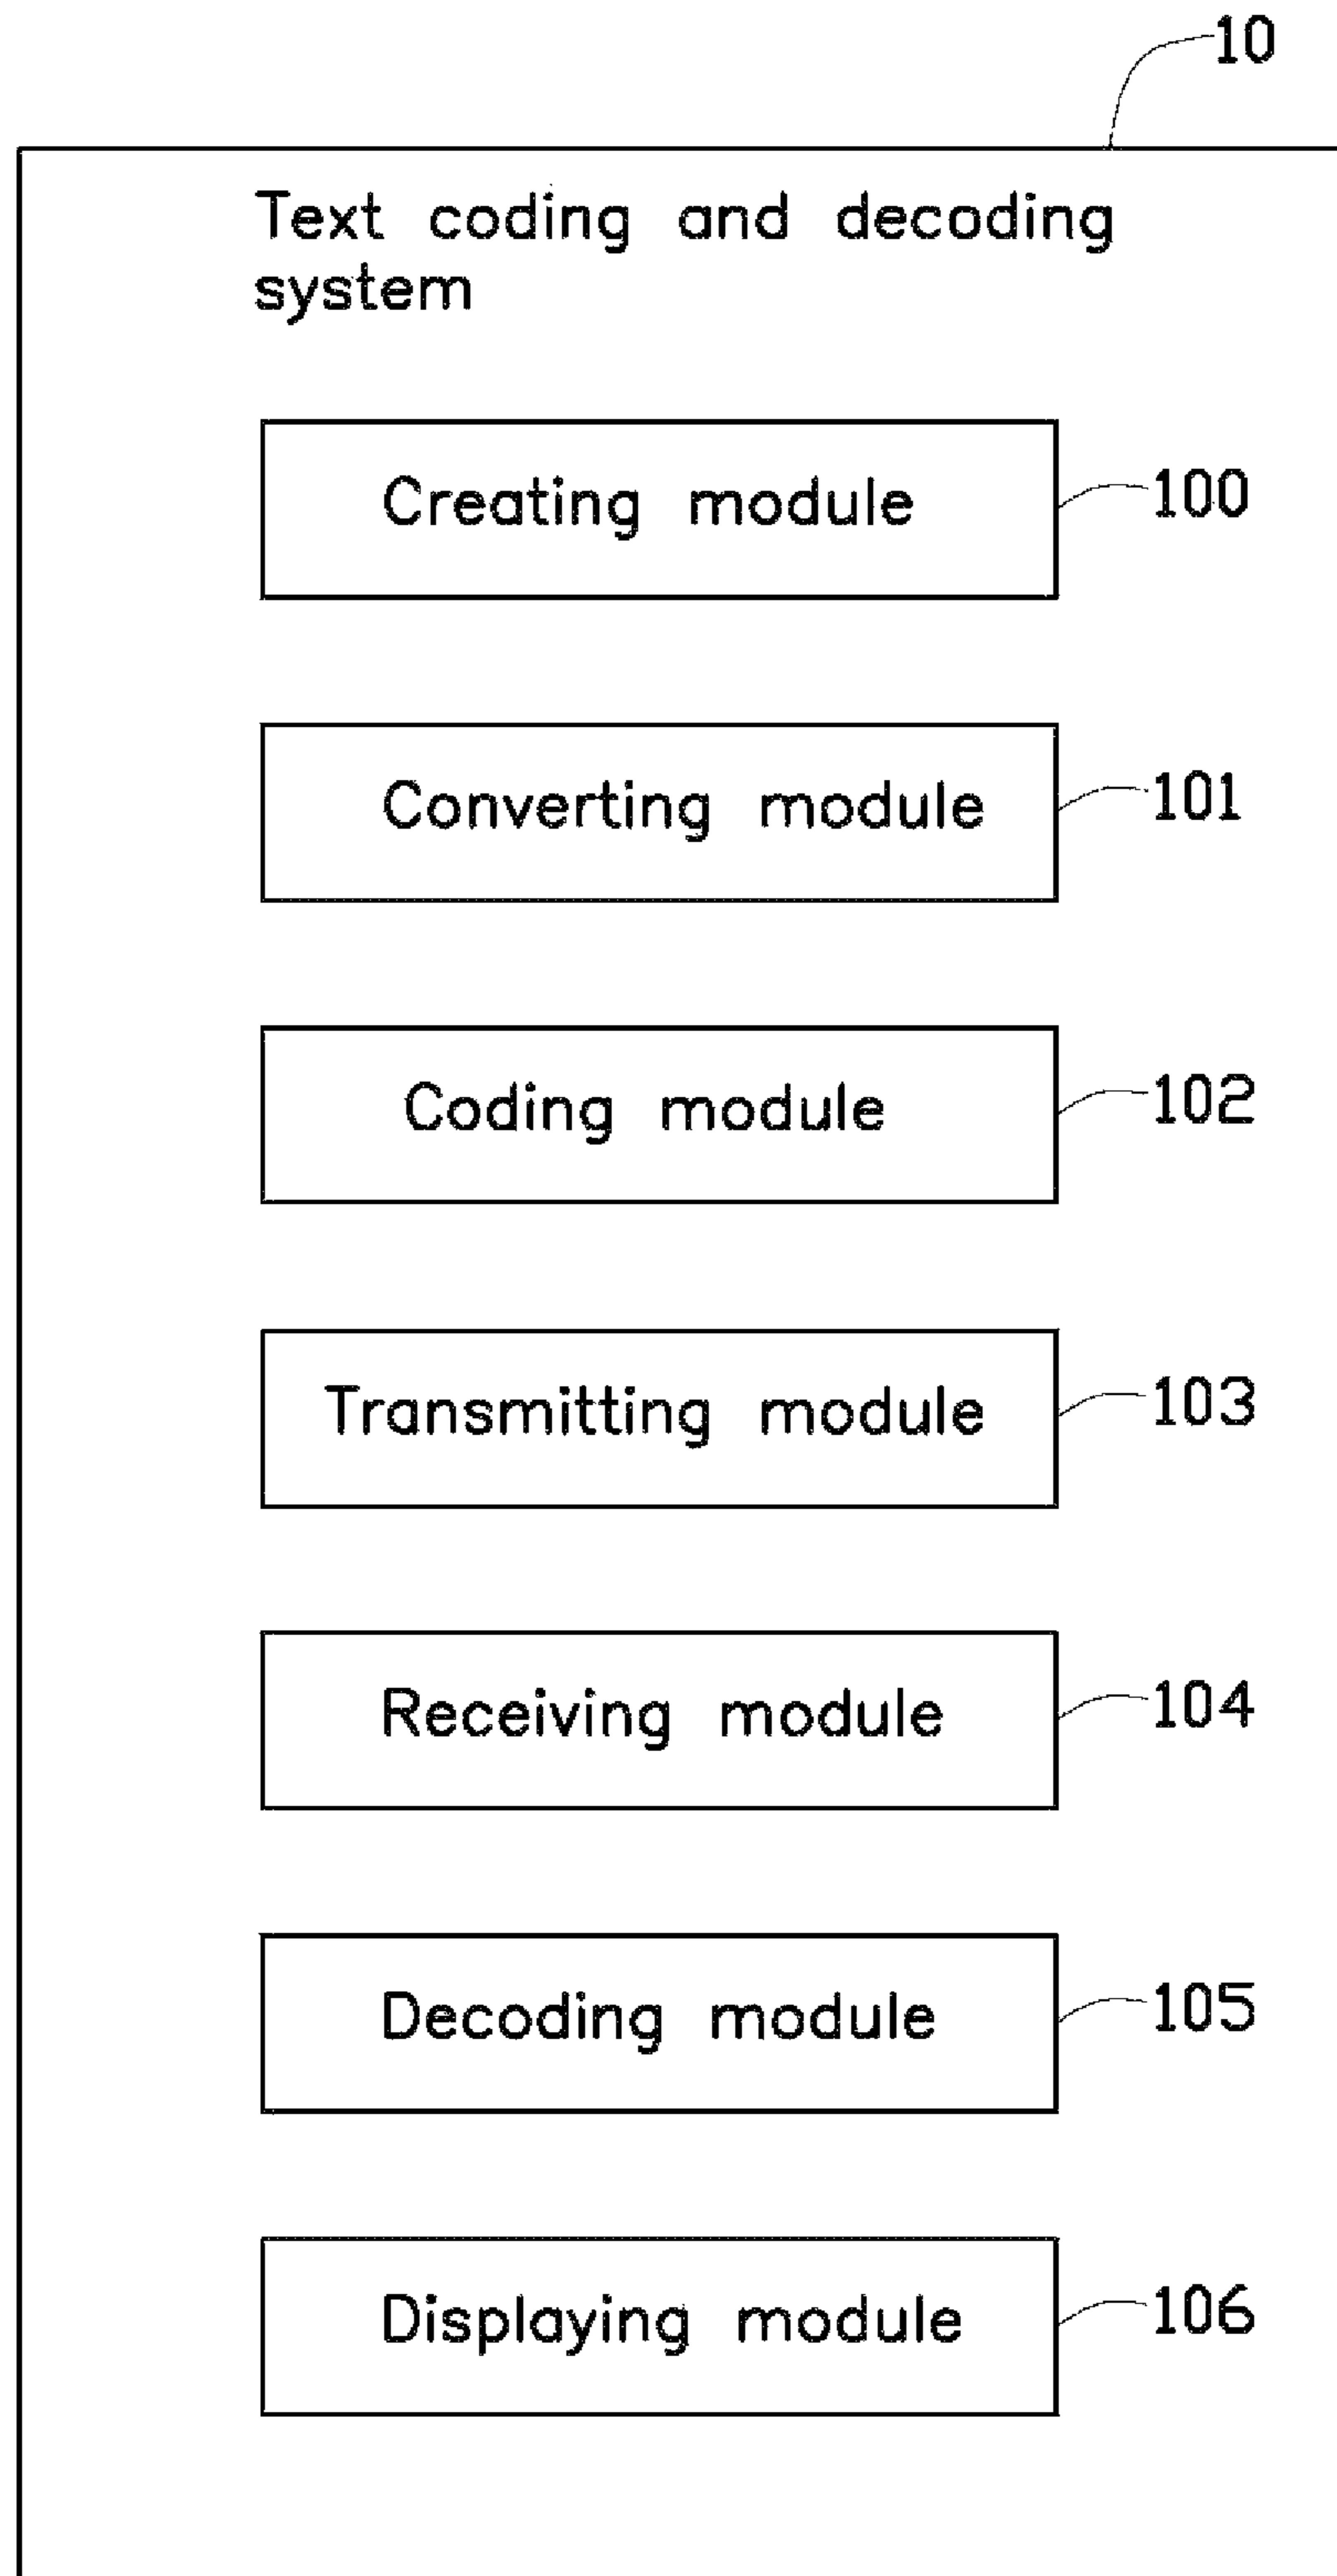 10
Text coding and decoding
system
Creating module
100
Converting module
101
Coding module
102
Transmitting module
103
Receiving module
104
Decoding module
105
Displaying module
106